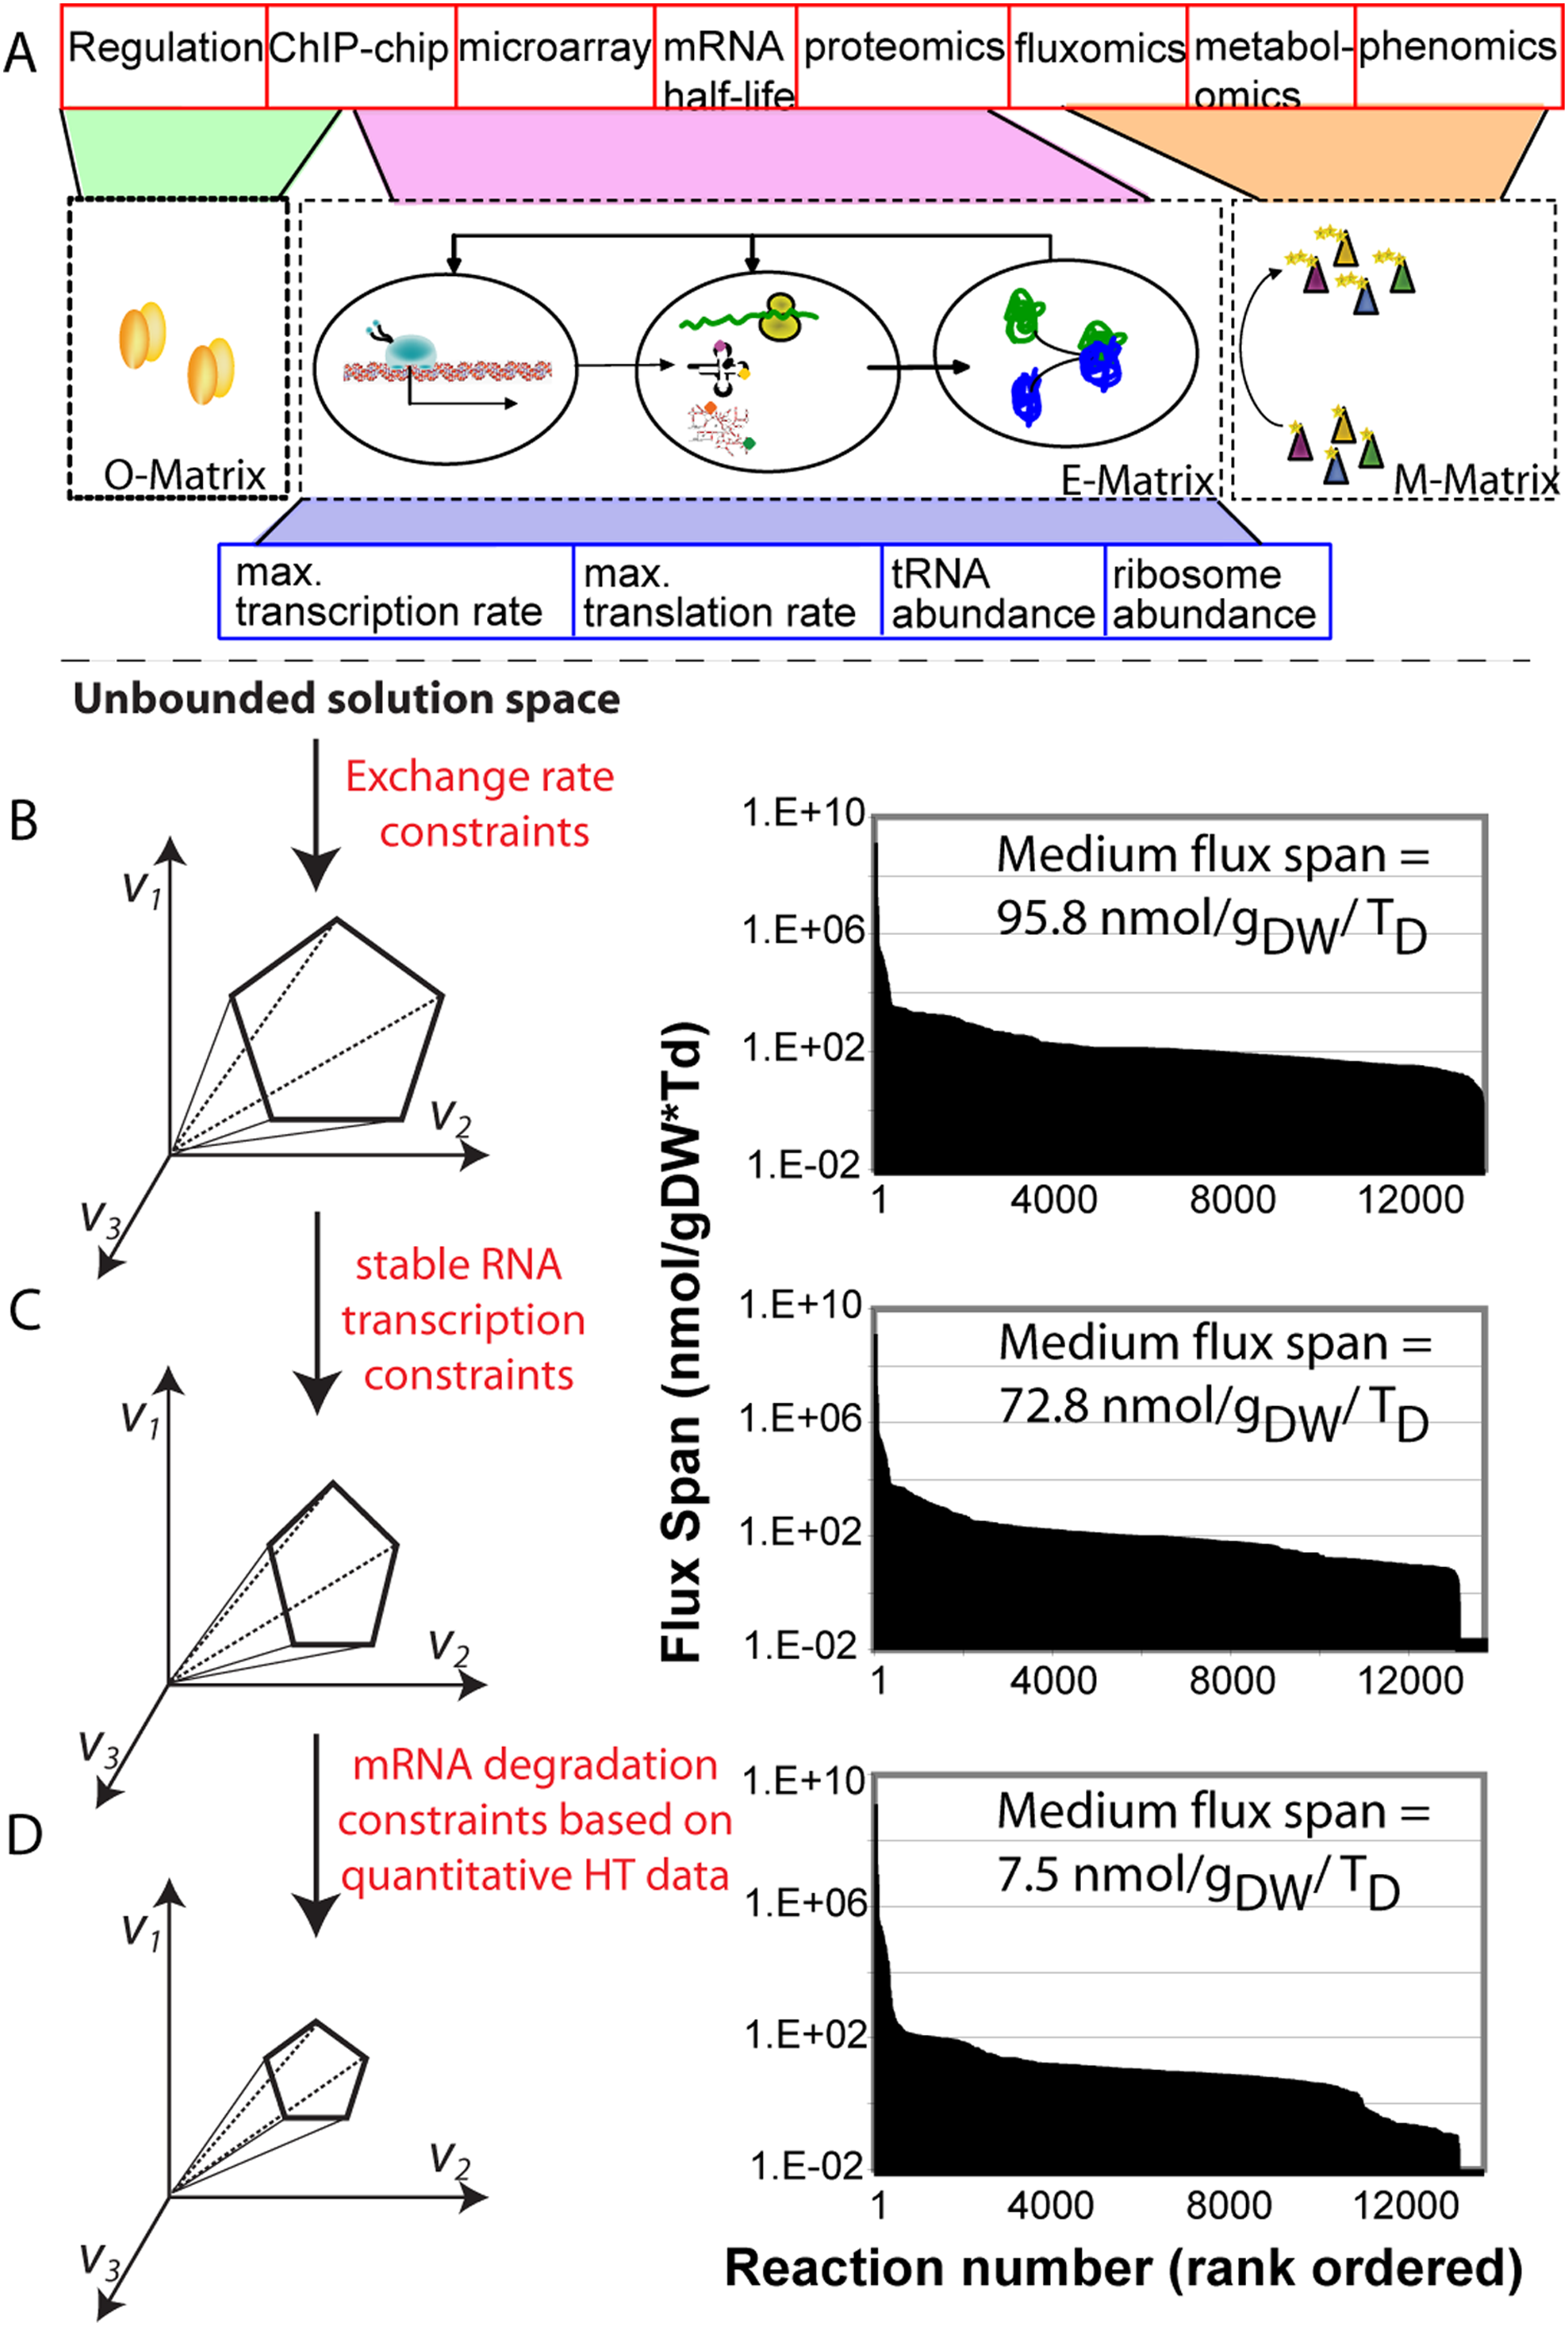 A
Regulation ChIP-chip microarray mRNA half-life proteomics fluxomics metabol-omics phenomics
O-Matrix
E-Matrix
M-Matrix
max. transcription rate
max. translation rate
tRNA abundance
ribosome abundance
Unbounded solution space
Exchange rate
constraints
B
v1
v2
v3
1.E+10
1.E+06
1.E+02
1.E-02
Medium flux span =
95.8 nmol/gDW/TD
1 4000 8000 12000
stable RNA
transcription
constraints
C
v1
v2
v3
Flux Span (nmol/gDW*Td)
1.E+10
1.E+06
1.E+02
1.E-02
Medium flux span =
72.8 nmol/gDW/TD
1 4000 8000 12000
mRNA degradation
constraints based on
quantitative HT data
D
v1
v2
v3
1.E+10
1.E+06
1.E+02
1.E-02
Medium flux span =
7.5 nmol/gDW/TD
1 4000 8000 12000
Reaction number (rank ordered)